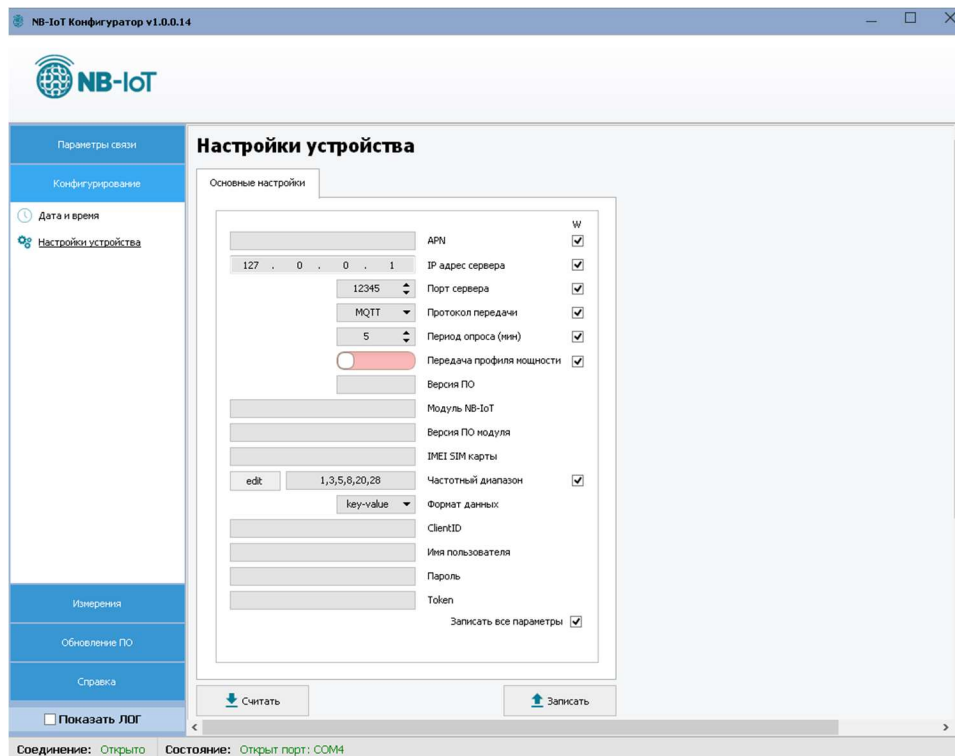 NB-IoT Конфигуратор v1.0.0.14
NB-IoT
Параметры связи
Конфигурирование
Дата и время
Настройки устройства
Измерения
Обновление ПО
Справка
Показать ЛОГ
Настройки устройства
Основные настройки
W
APN
127 . 0 . 0 . 1 IP адрес сервера
12345 Порт сервера
MQTT Протокол передачи
5 Период опроса (мин)
Передача профиля мощности
Версия ПО
Модуль NB-IoT
Версия ПО модуля
IMEI SIM карты
edit 1,3,5,8,20,28 Частотный диапазон
key-value Формат данных
ClientID
Имя пользователя
Пароль
Token
Записать все параметры
Считать Записать
Соединение: Открыто Состояние: Открыт порт: COM4